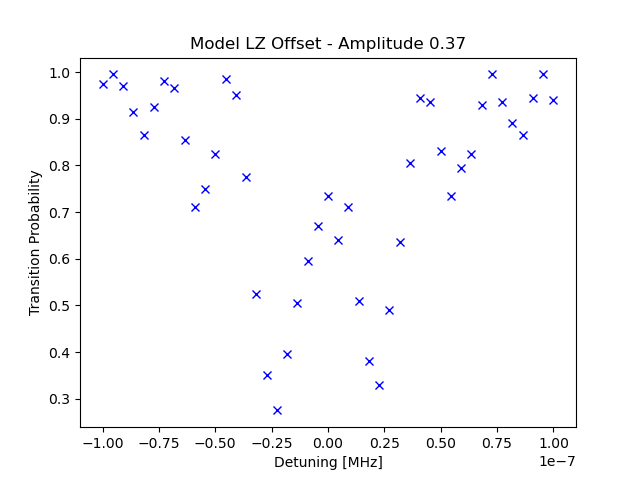 Model LZ Offset - Amplitude 0.37
Transition Probability
1.0
0.9
0.8
0.7
0.6
0.5
0.4
0.3
−1.00 −0.75 −0.50 −0.25 0.00 0.25 0.50 0.75 1.00
1e−7
Detuning [MHz]